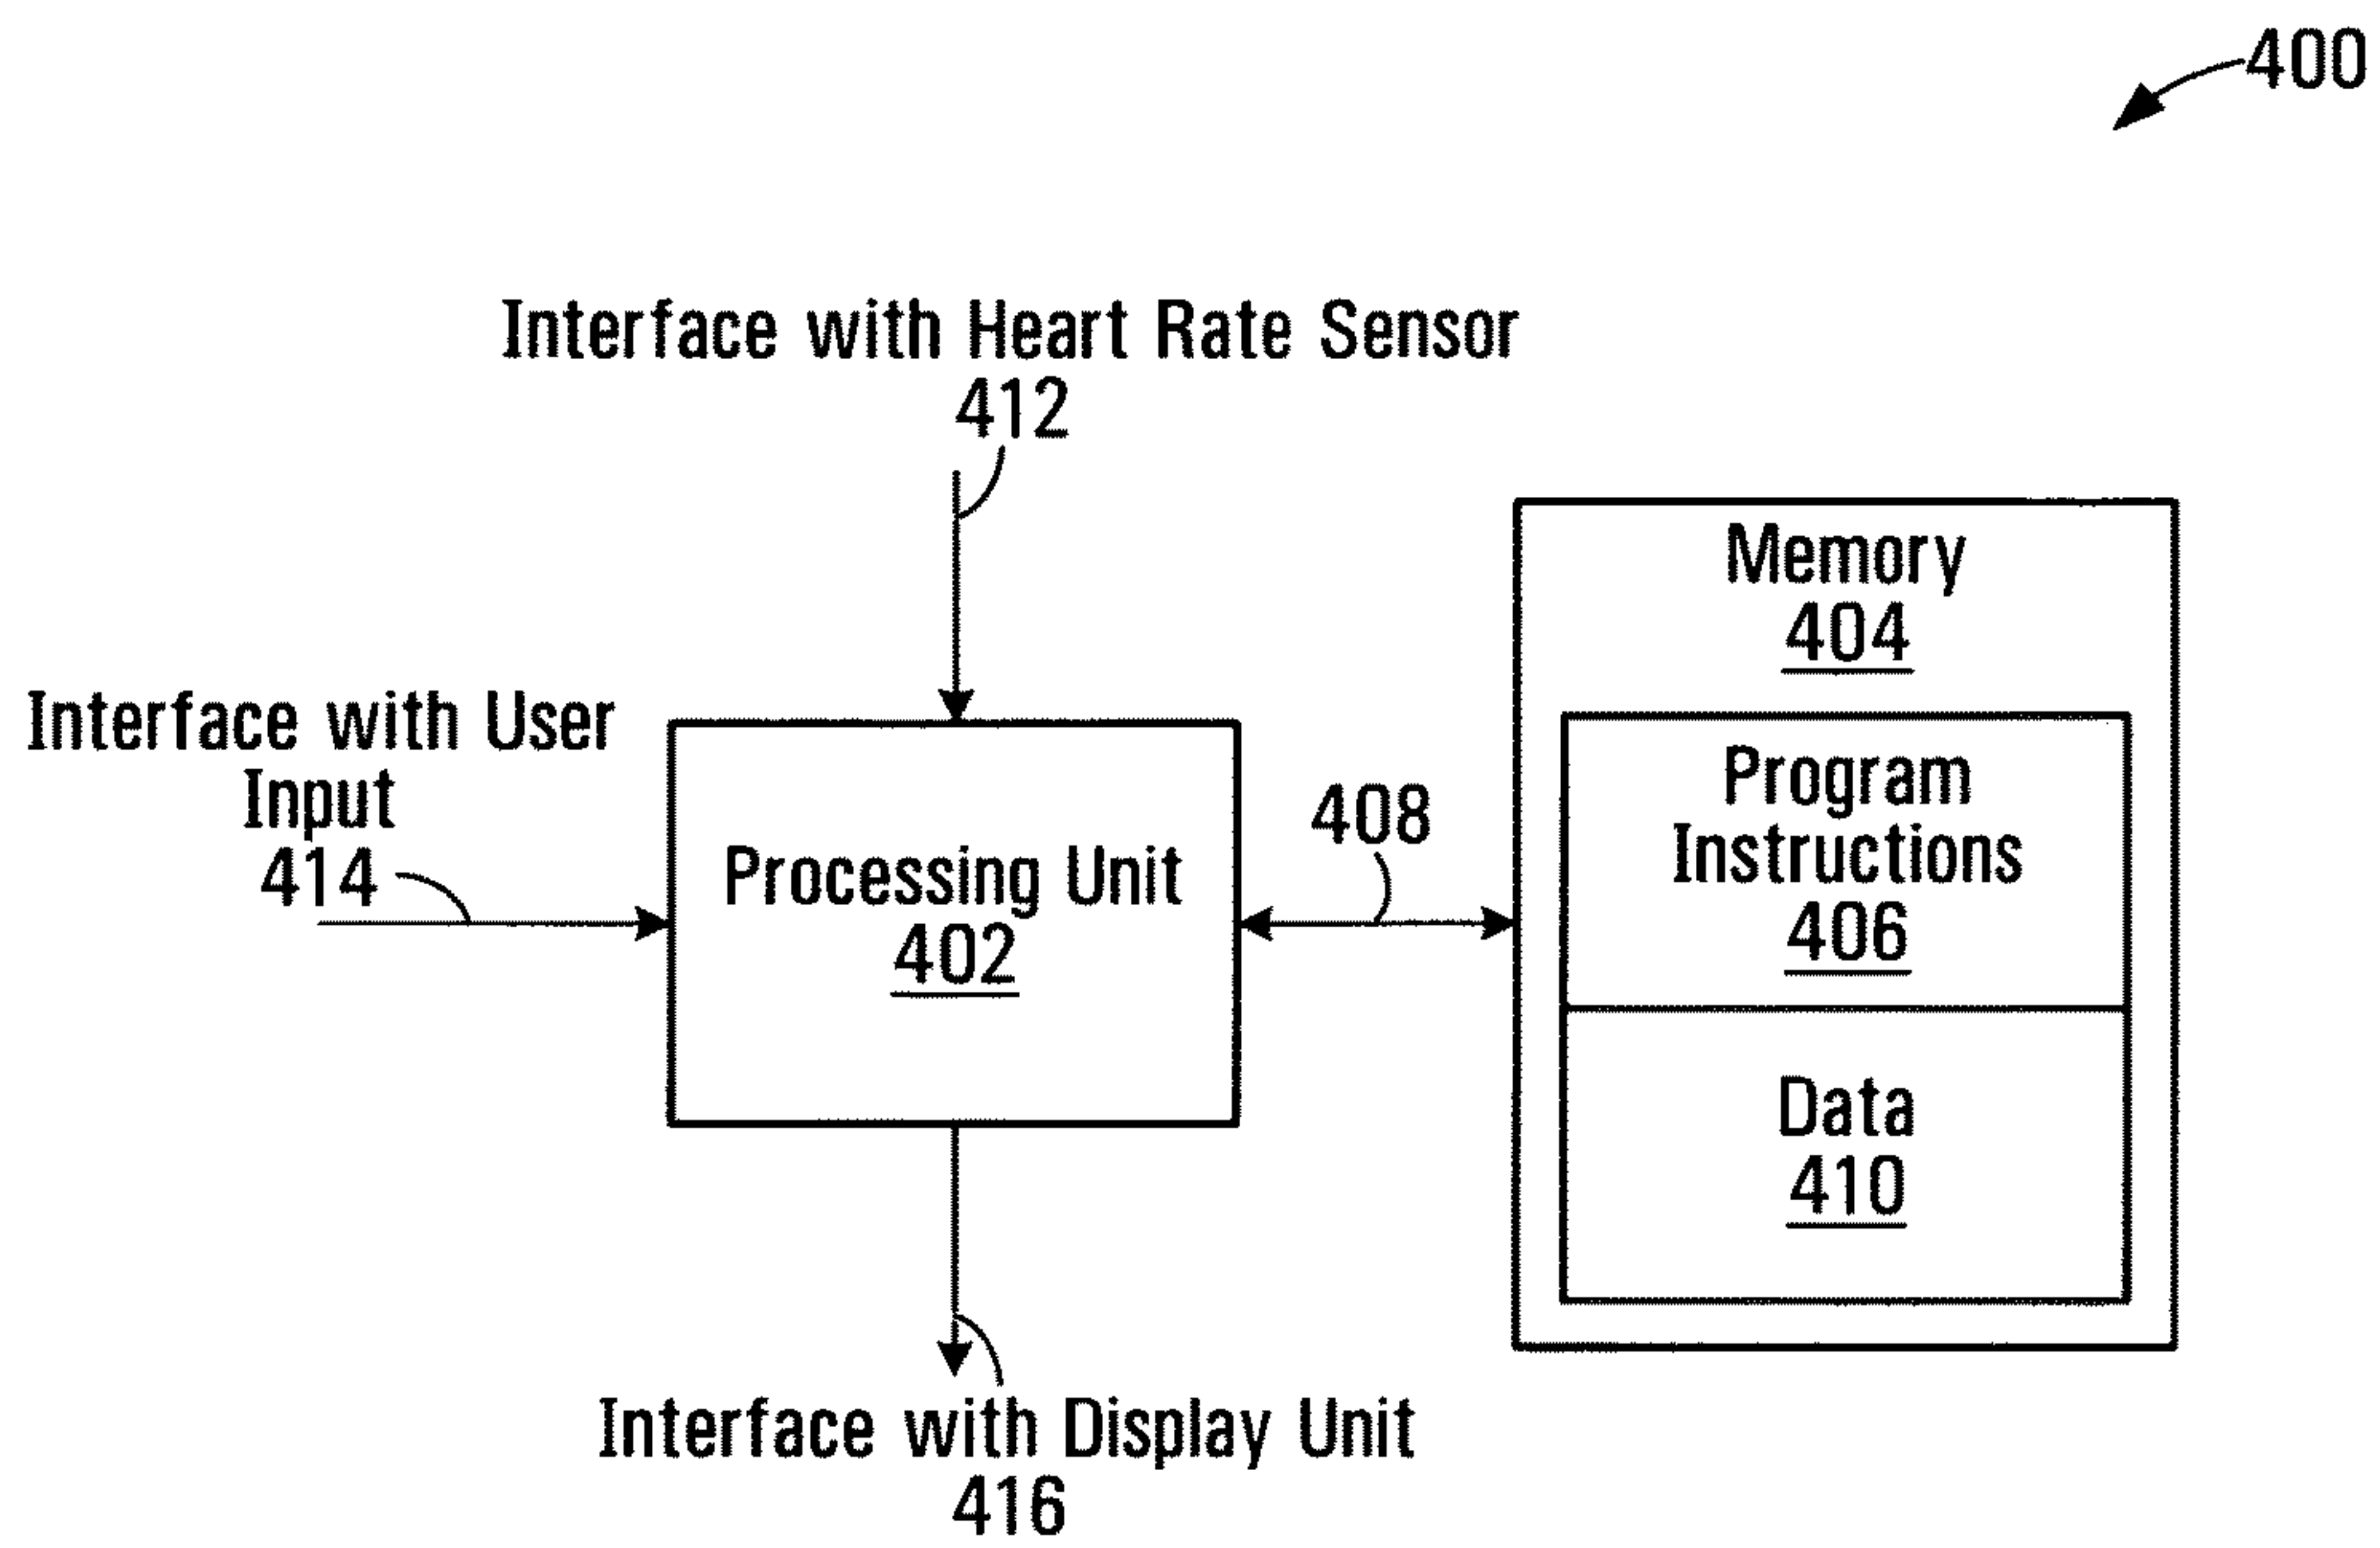 400
Interface with Heart Rate Sensor
412
Interface with User
Input
414
Processing Unit
402
408
Memory
404
Program
Instructions
406
Data
410
Interface with Display Unit
416